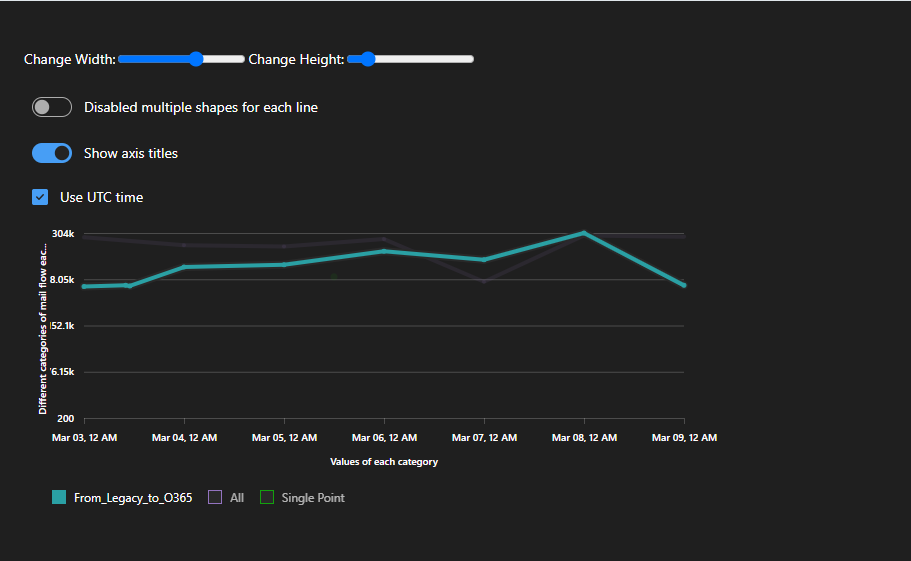 Change Width: Change Height:
Disabled multiple shapes for each line
Show axis titles
Use UTC time
Different categories of mail flow eac...
304k
8.05k
52.1k
6.15k
200
Mar 03, 12 AM Mar 04, 12 AM Mar 05, 12 AM Mar 06, 12 AM Mar 07, 12 AM Mar 08, 12 AM Mar 09, 12 AM
Values of each category
From_Legacy_to_O365 All Single Point